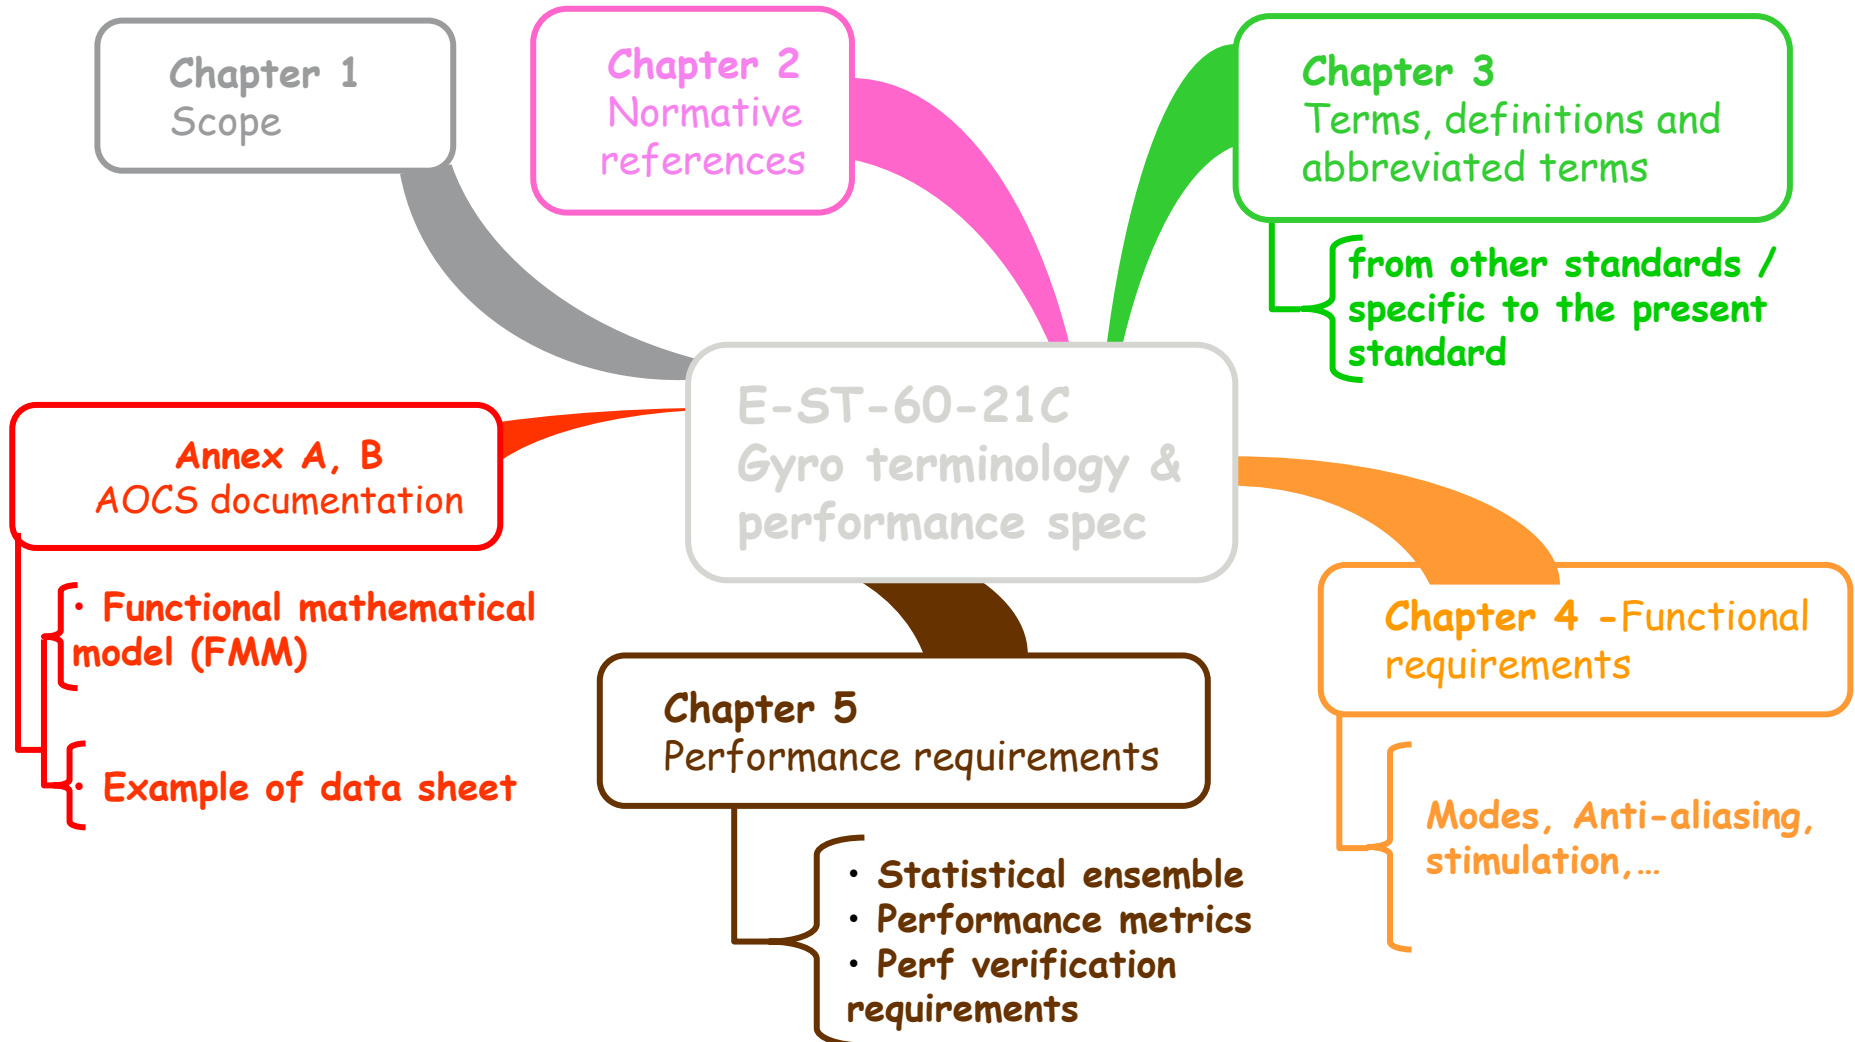 Chapter 1
Scope
Chapter 2
Normative
references
Chapter 3
Terms, definitions and
abbreviated terms
from other standards /
specific to the present
standard
E-ST-60-21C
Gyro terminology &
performance spec
Annex A, B
AOCS documentation
• Functional mathematical
model (FMM)
• Example of data sheet
Chapter 4 -Functional
requirements
Modes, Anti-aliasing,
stimulation,…
Chapter 5
Performance requirements
• Statistical ensemble
• Performance metrics
• Perf verification
requirements